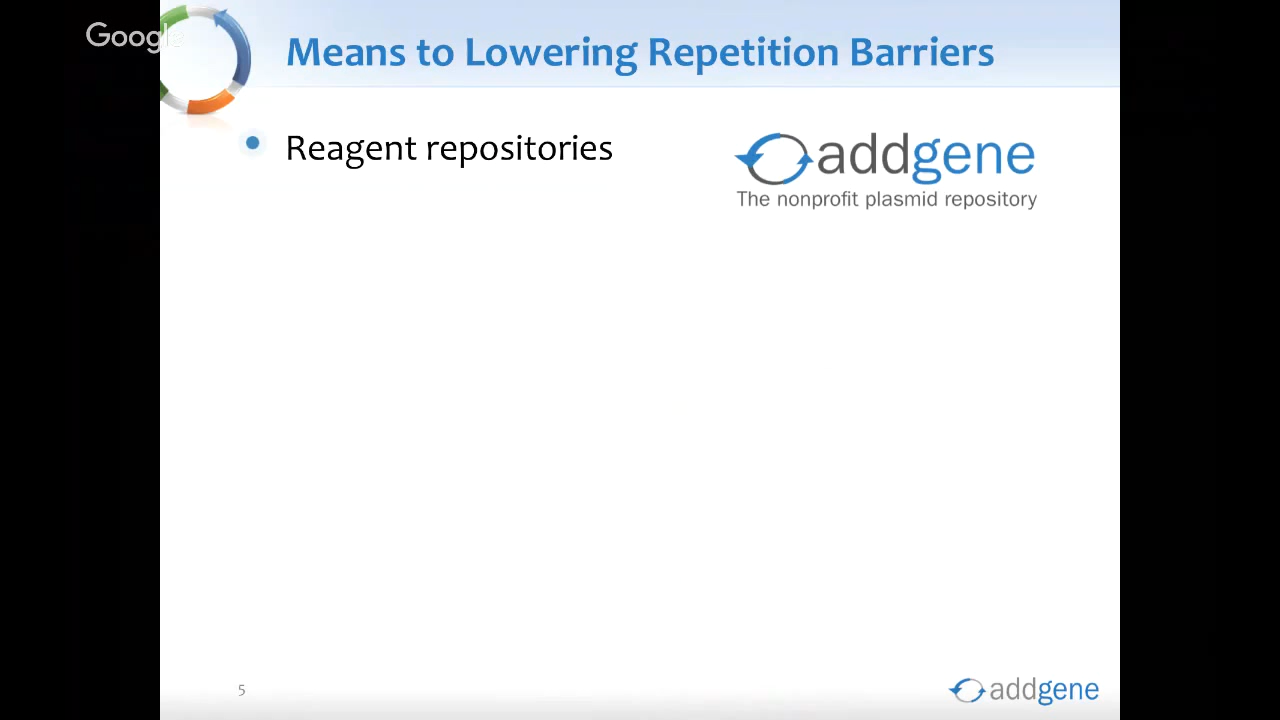 Google
Means to Lowering Repetition Barriers
Reagent repositories
addgene
The nonprofit plasmid repository
5
addgene